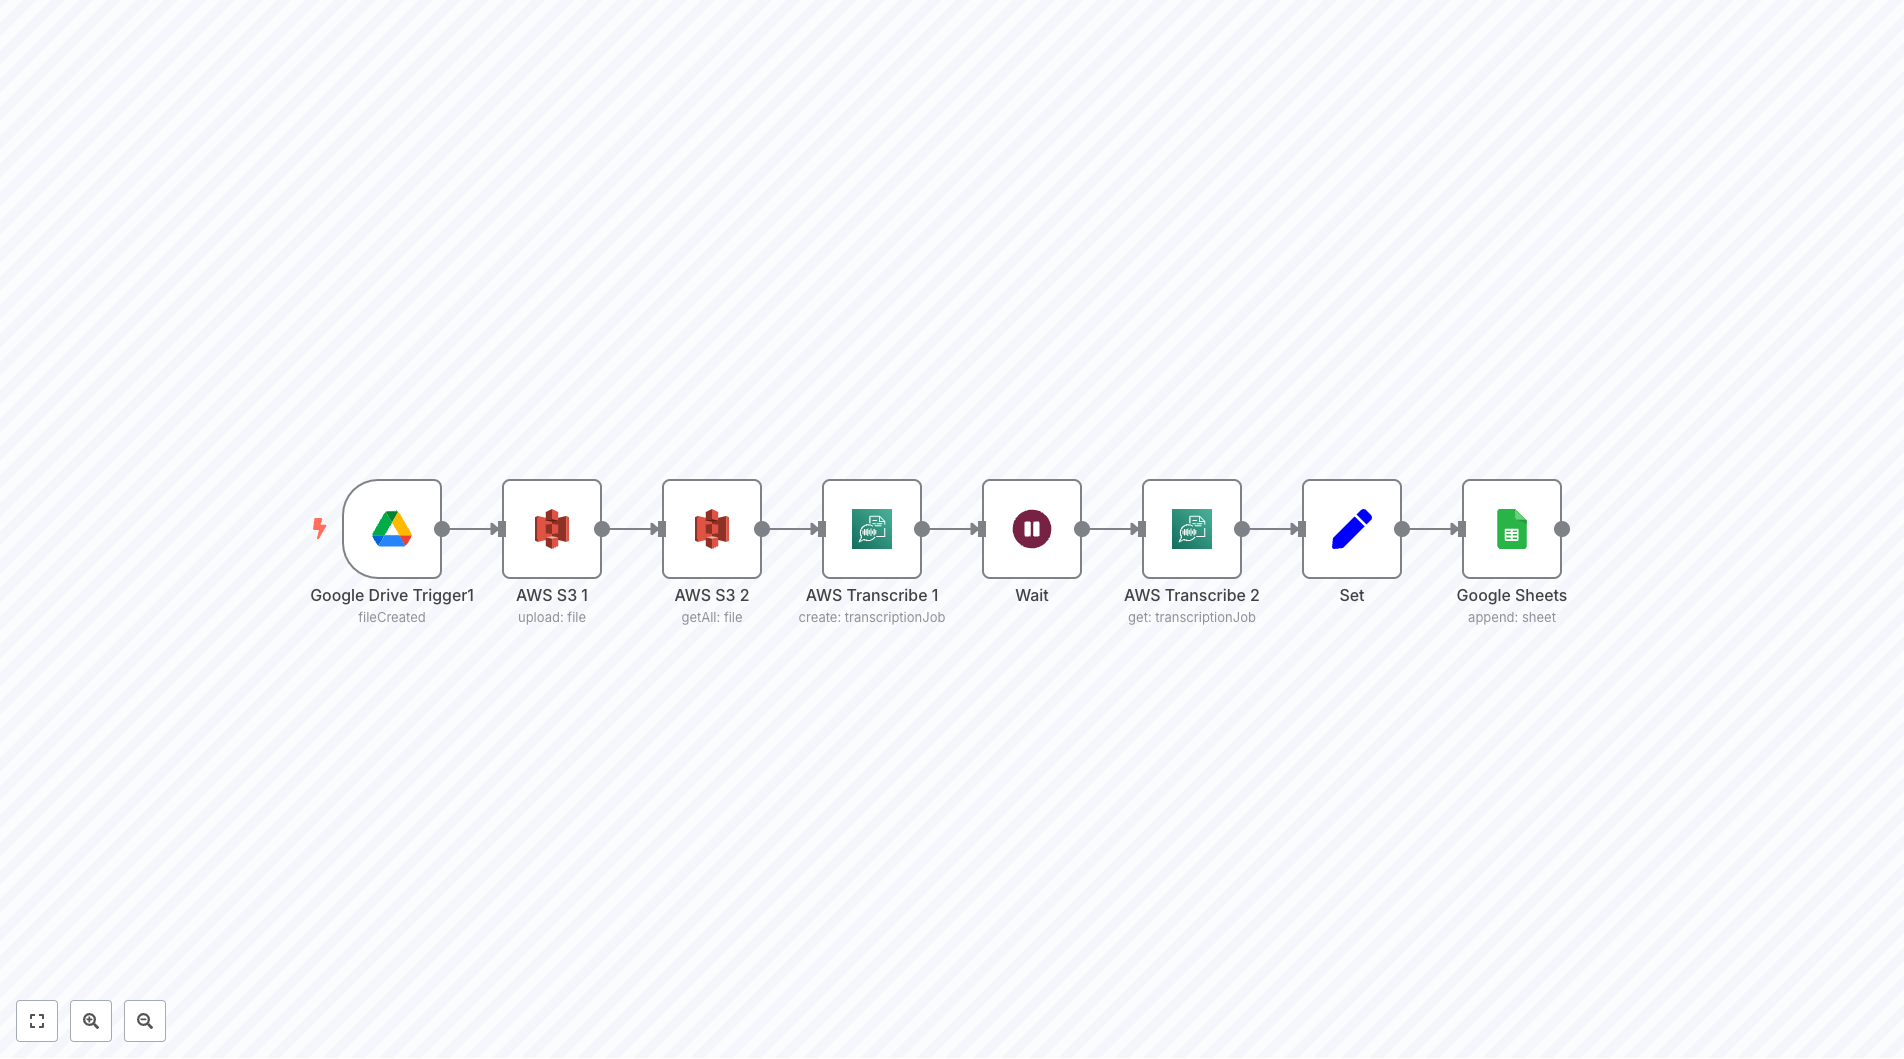 Google Drive Trigger1
fileCreated
AWS S3 1
upload: file
AWS S3 2
getAll: file
AWS Transcribe 1
create: transcriptionJob
Wait
AWS Transcribe 2
get: transcriptionJob
Set
Google Sheets
append: sheet